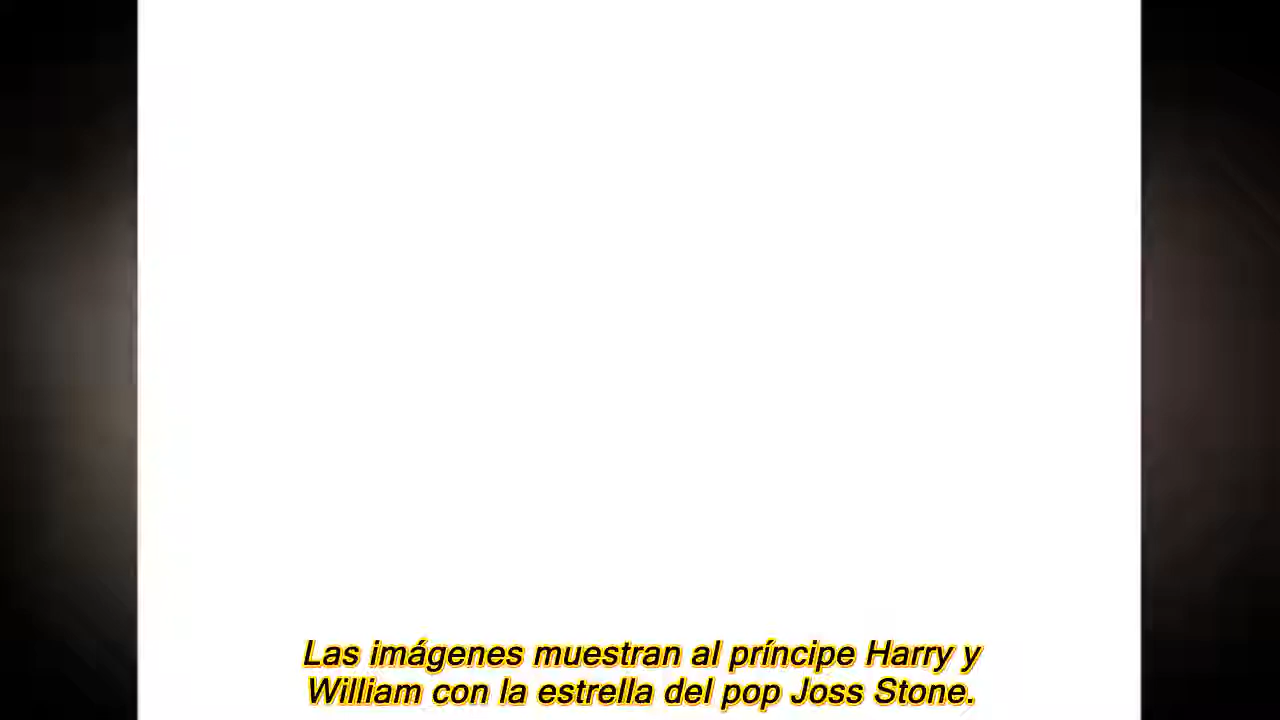 Las imágenes muestran al príncipe Harry y
William con la estrella del pop Joss Stone.